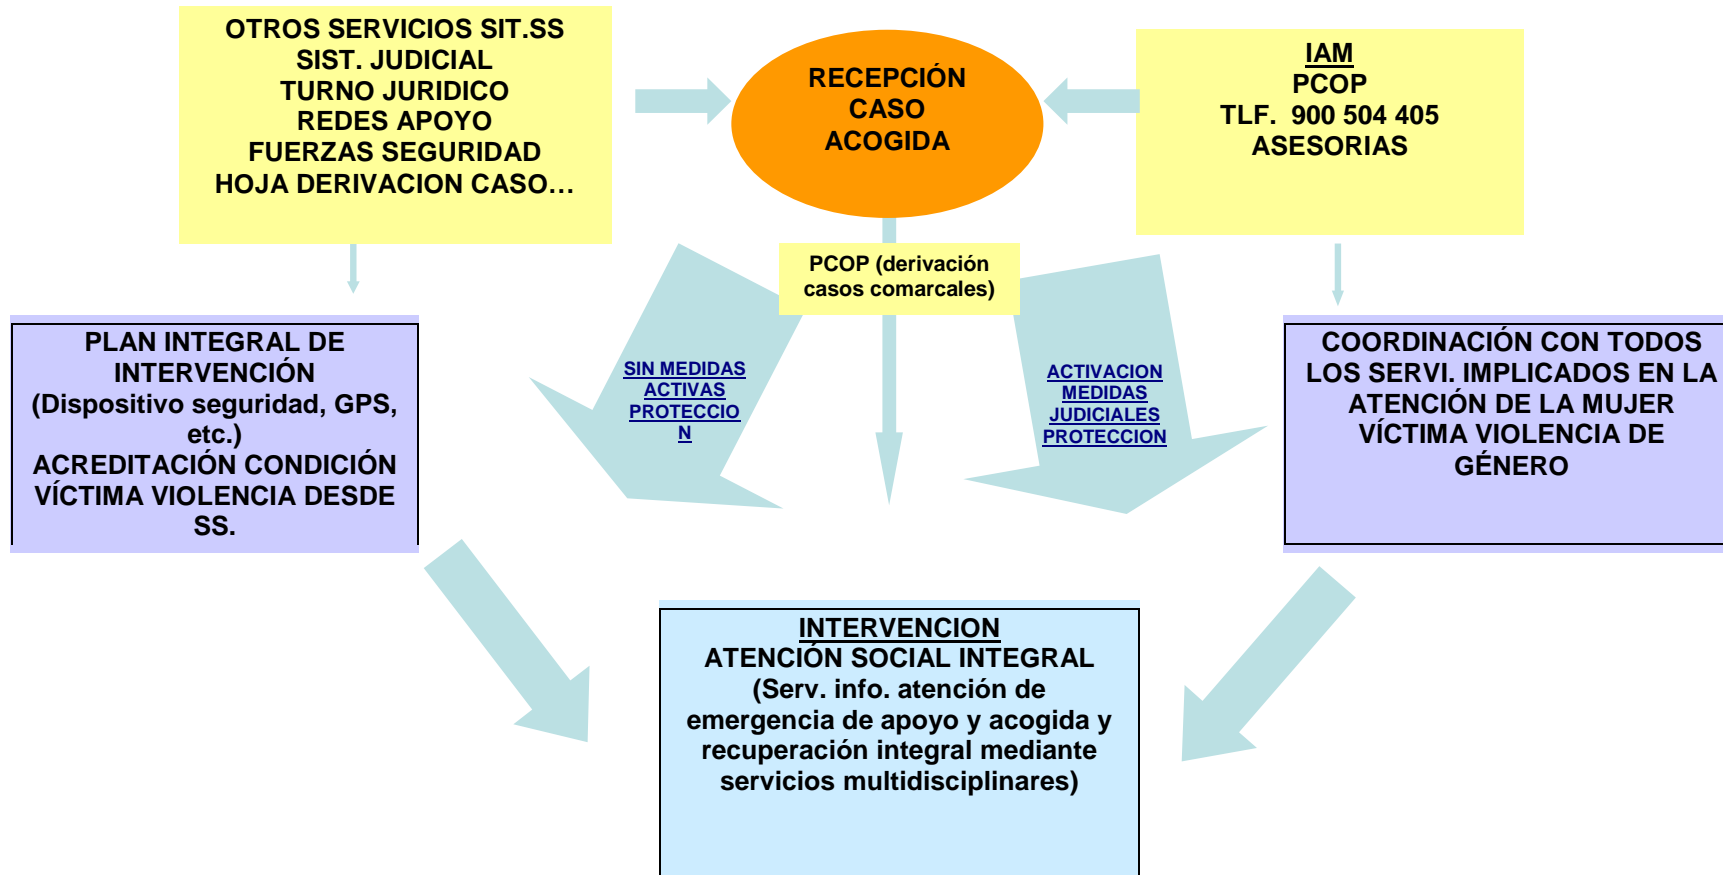 OTROS SERVICIOS SIT.SS
SIST. JUDICIAL
TURNO JURIDICO
REDES APOYO
FUERZAS SEGURIDAD
HOJA DERIVACION CASO…
RECEPCIÓN
CASO
ACOGIDA
IAM
PCOP
TLF.  900 504 405
ASESORIAS
PCOP (derivación
casos comarcales)
PLAN INTEGRAL DE
INTERVENCIÓN
(Dispositivo seguridad, GPS,
etc.)
ACREDITACIÓN CONDICIÓN
VÍCTIMA VIOLENCIA DESDE
SS.
SIN MEDIDAS
ACTIVAS
PROTECCIO
N
ACTIVACION
MEDIDAS
JUDICIALES
PROTECCION
COORDINACIÓN CON TODOS
LOS SERVI. IMPLICADOS EN LA
ATENCIÓN DE LA MUJER
VÍCTIMA VIOLENCIA DE
GÉNERO
INTERVENCION
ATENCIÓN SOCIAL INTEGRAL
(Serv. info. atención de
emergencia de apoyo y acogida y
recuperación integral mediante
servicios multidisciplinares)